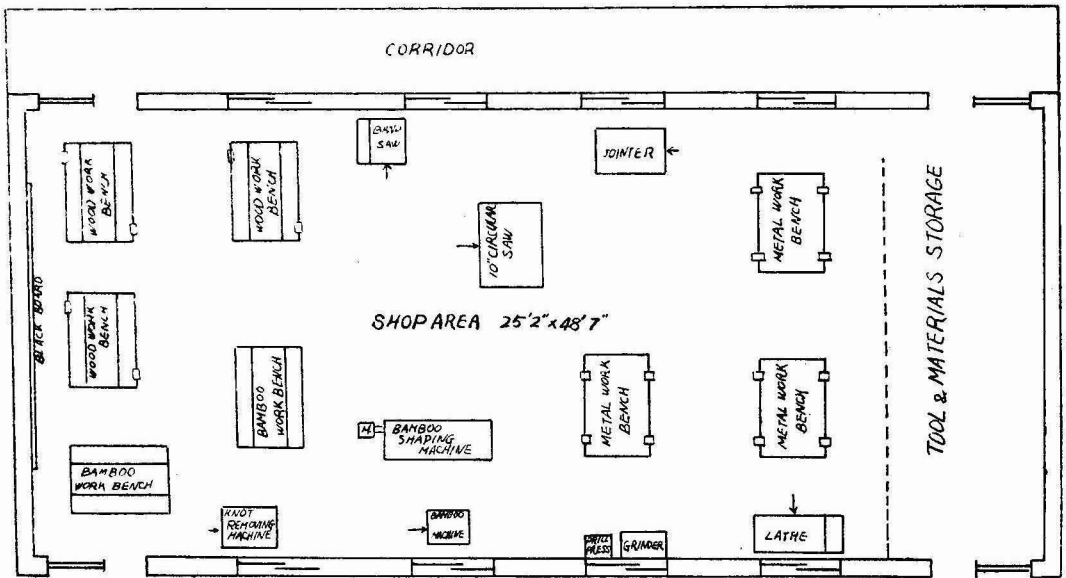 CORRIDOR
BAND
SAW
JOINTER
WOOD WORK
BENCH
WOOD WORK
BENCH
METAL WORK
BENCH
10" CIRCULAR
SAW
TOOL & MATERIALS STORAGE
BLACK BOARD
WOOD WORK
BENCH
SHOP AREA 25'2" x 48'7"
BAMBOO
WORK BENCH
METAL WORK
BENCH
METAL WORK
BENCH
M
BAMBOO
SHAPING
MACHINE
BAMBOO
WORK BENCH
KNOT
REMOVING
MACHINE
BAMBOO
MACHINE
DRILL
PRESS
GRINDER
LATHE